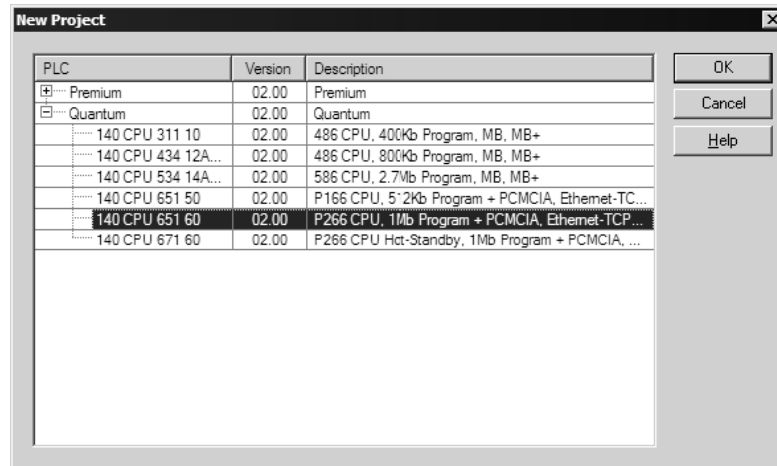 New Project
PLC Version Description
Premium 02.00 Premium
Quantum 02.00 Quantum
140 CPU 311 10 02.00 486 CPU, 400Kb Program, MB, MB+
140 CPU 434 12A... 02.00 486 CPU, 800Kb Program, MB, MB+
140 CPU 534 14A... 02.00 586 CPU, 2.7Mb Program, MB, MB+
140 CPU 651 50 02.00 P166 CPU, 512Kb Program + PCMCIA, Ethernet-TC...
140 CPU 651 60 02.00 P266 CPU, 1Mb Program + PCMCIA, Ethernet-TCP...
140 CPU 671 60 02.00 P266 CPU Hot-Standby, 1Mb Program + PCMCIA, ...
OK
Cancel
Help